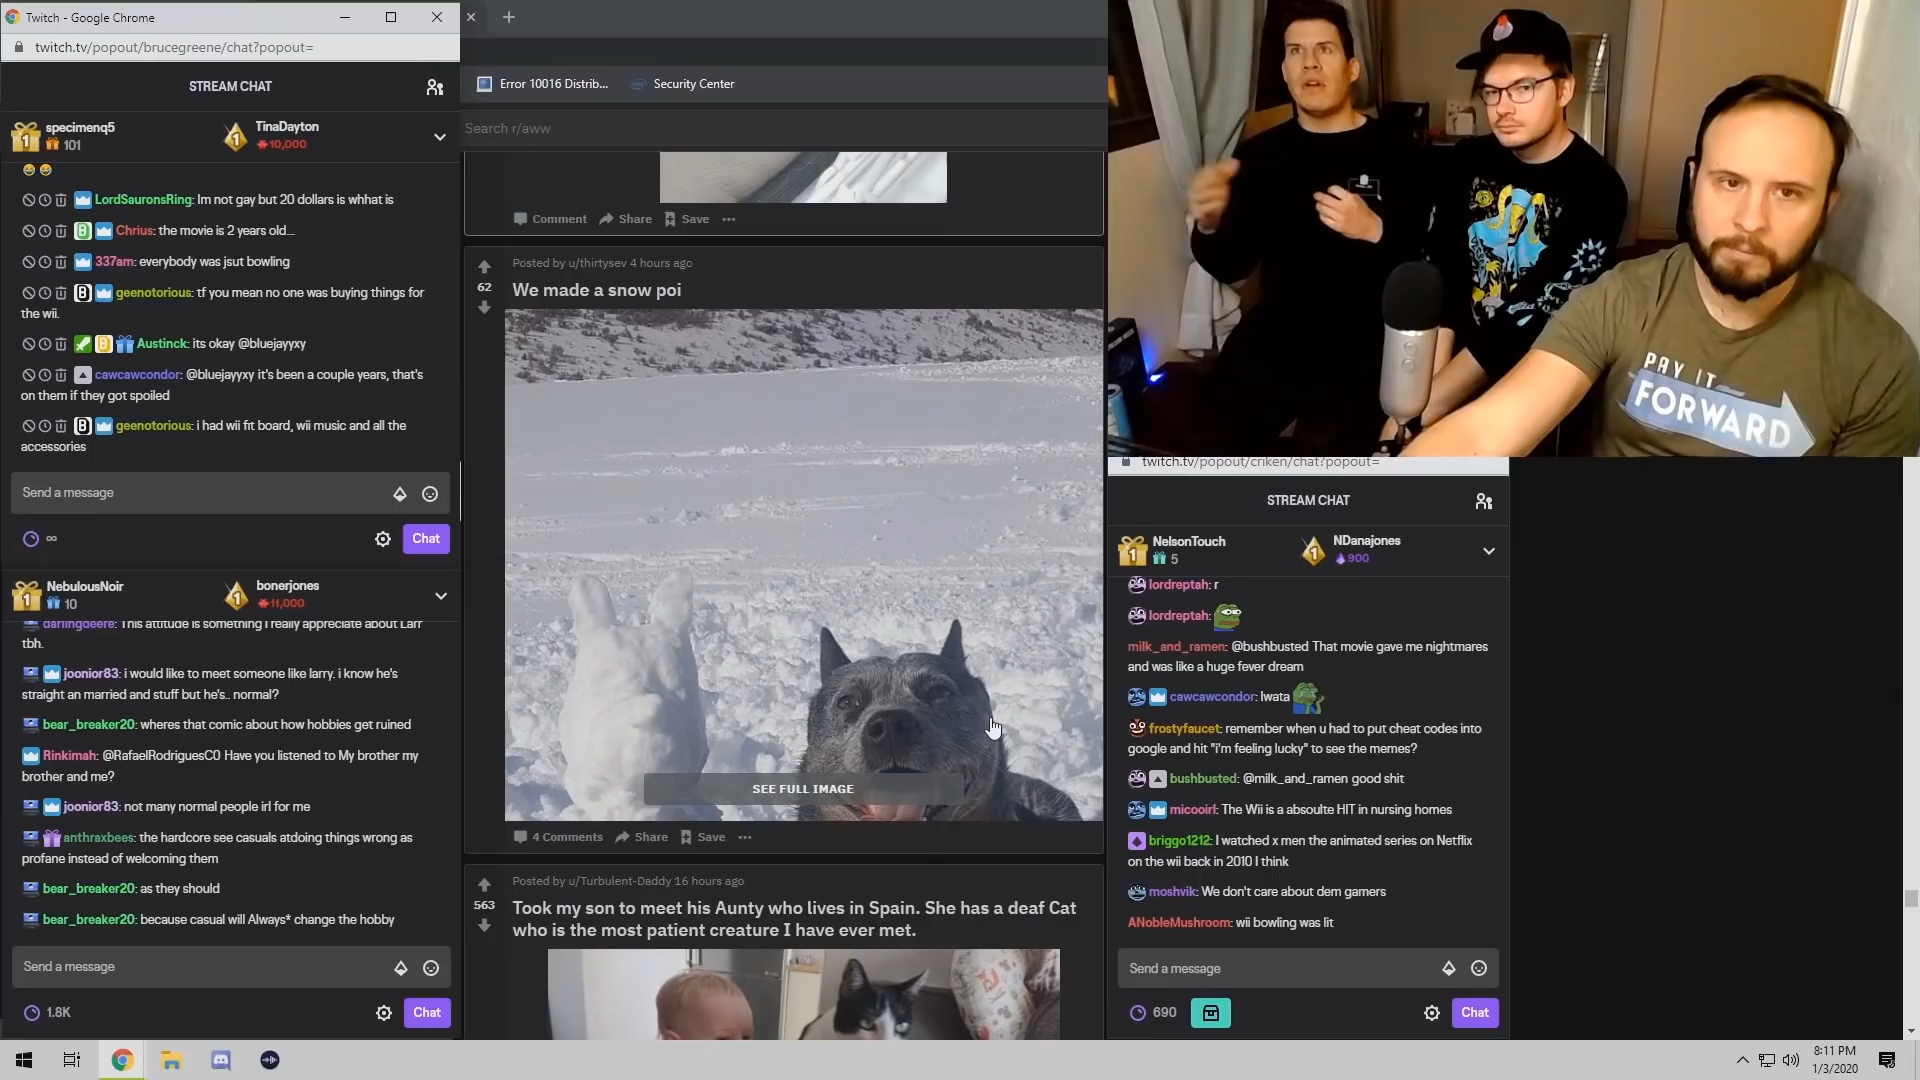 Twitch - Google Chrome
twitch.tv/popout/brucegreene/chat?popout=
STREAM CHAT
1 specimenq5
101
1 TinaDayton
10,000
LordSauronsRing: Im not gay but 20 dollars is whhat is
Chrius: the movie is 2 years old...
337am: everybody was jsut bowling
geenotorious: tf you mean no one was buying things for
the wii.
Austinck: its okay @bluejayyxy
cawcawcondor: @bluejayyxy it's been a couple years, that's
on them if they got spoiled
geenotorious: i had wii fit board, wii music and all the
accessories
Send a message
∞
Chat
1 NebulousNoir
10
1 bonerjones
11,000
darlingdeere: This attitude is something I really appreciate about Larr
tbh.
joonior83: i would like to meet someone like larry. i know he's
straight an married and stuff but he's.. normal?
bear_breaker20: wheres that comic about how hobbies get ruined
Rinkimah: @RafaelRodriguesC0 Have you listened to My brother my
brother and me?
joonior83: not many normal people irl for me
anthraxbees: the hardcore see casuals atdoing things wrong as
profane instead of welcoming them
bear_breaker20: as they should
bear_breaker20: because casual will Always* change the hobby
Send a message
1.8K
Chat
Error 10016 Distrib...
Security Center
Search r/aww
Comment Share Save
Posted by u/thirtysev 4 hours ago
62
We made a snow poi
SEE FULL IMAGE
4 Comments Share Save
Posted by u/Turbulent-Daddy 16 hours ago
563
Took my son to meet his Aunty who lives in Spain. She has a deaf Cat
who is the most patient creature I have ever met.
PAY IT
FORWARD
twitch.tv/popout/criken/chat?popout=
STREAM CHAT
1 NelsonTouch
5
1 NDanajones
900
lordreptah: r
lordreptah:
milk_and_ramen: @bushbusted That movie gave me nightmares
and was like a huge fever dream
cawcawcondor: Iwata
frostyfaucet: remember when u had to put cheat codes into
google and hit "i'm feeling lucky" to see the memes?
bushbusted: @milk_and_ramen good shit
micooirl: The Wii is a absoulte HIT in nursing homes
briggo1212: I watched x men the animated series on Netflix
on the wii back in 2010 I think
moshvik: We don't care about dem gamers
ANobleMushroom: wii bowling was lit
Send a message
690
Chat
8:11 PM
1/3/2020